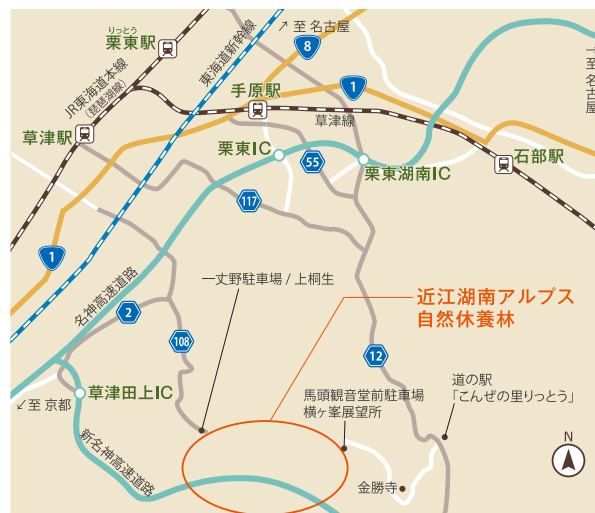 りっとう
栗東駅
↗ 至 名古屋
8
東海道新幹線
至 名古屋
JR東海道本線
(琵琶湖線)
手原駅
1
草津線
草津駅
栗東IC
55
栗東湖南IC
石部駅
117
1
名神高速道路
一丈野駐車場 / 上桐生
近江湖南アルプス
自然休養林
2
108
12
草津田上IC
馬頭観音堂前駐車場
横ヶ峯展望所
道の駅
「こんぜの里りっとう」
↙至 京都
新名神高速道路
金勝寺
N